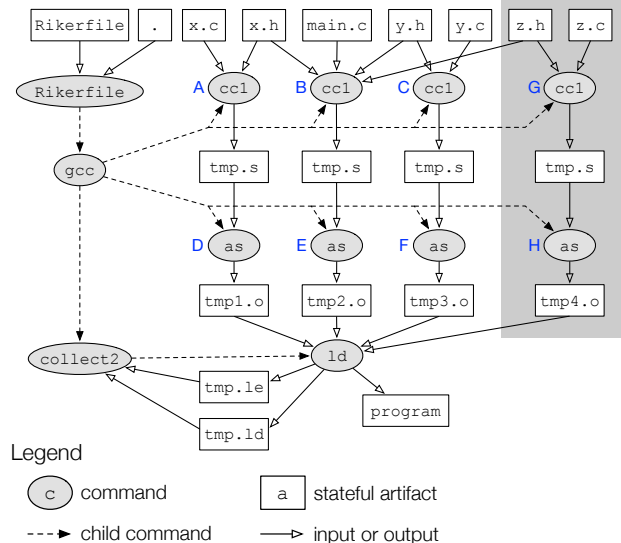 Rikerfile . x.c x.h main.c y.h y.c z.h z.c
Rikerfile A cc1 B cc1 C cc1 G cc1
gcc tmp.s tmp.s tmp.s tmp.s
D as E as F as H as
tmp1.o tmp2.o tmp3.o tmp4.o
collect2 ld
tmp.le
program
tmp.ld
Legend
c command a stateful artifact
child command input or output